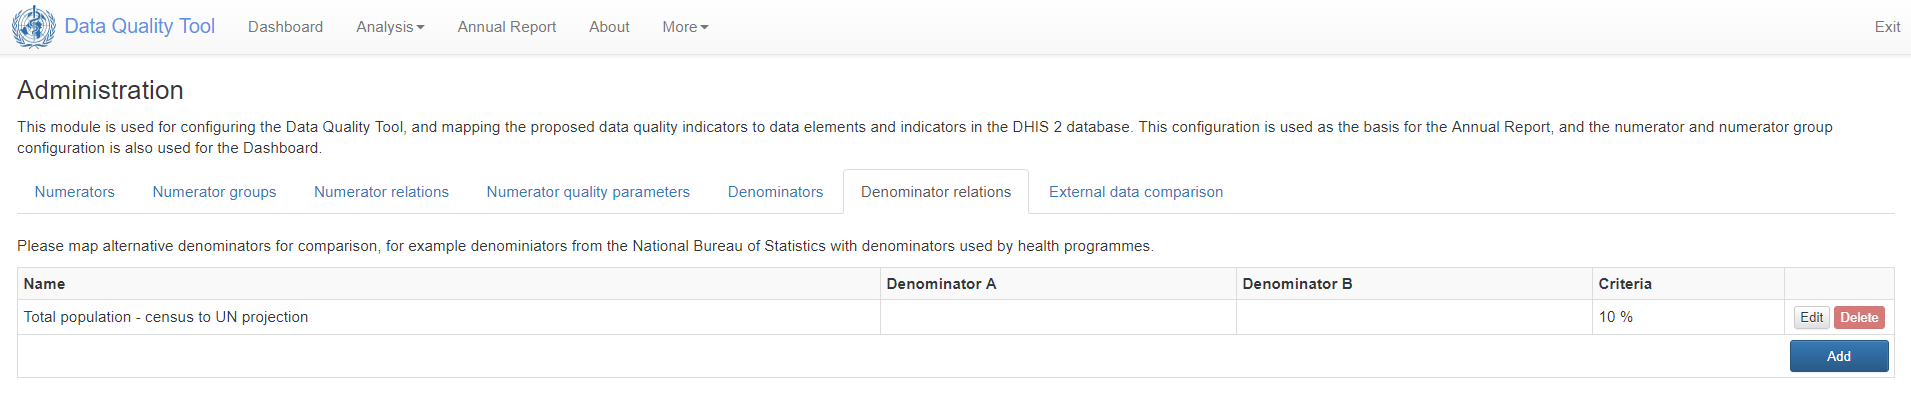 Data Quality Tool Dashboard Analysis Annual Report About More Exit
Administration
This module is used for configuring the Data Quality Tool, and mapping the proposed data quality indicators to data elements and indicators in the DHIS 2 database. This configuration is used as the basis for the Annual Report, and the numerator and numerator group
configuration is also used for the Dashboard.
Numerators Numerator groups Numerator relations Numerator quality parameters Denominators Denominator relations External data comparison
Please map alternative denominators for comparison, for example denominiators from the National Bureau of Statistics with denominators used by health programmes.
Name Denominator A Denominator B Criteria
Total population - census to UN projection 10 % Edit Delete
Add